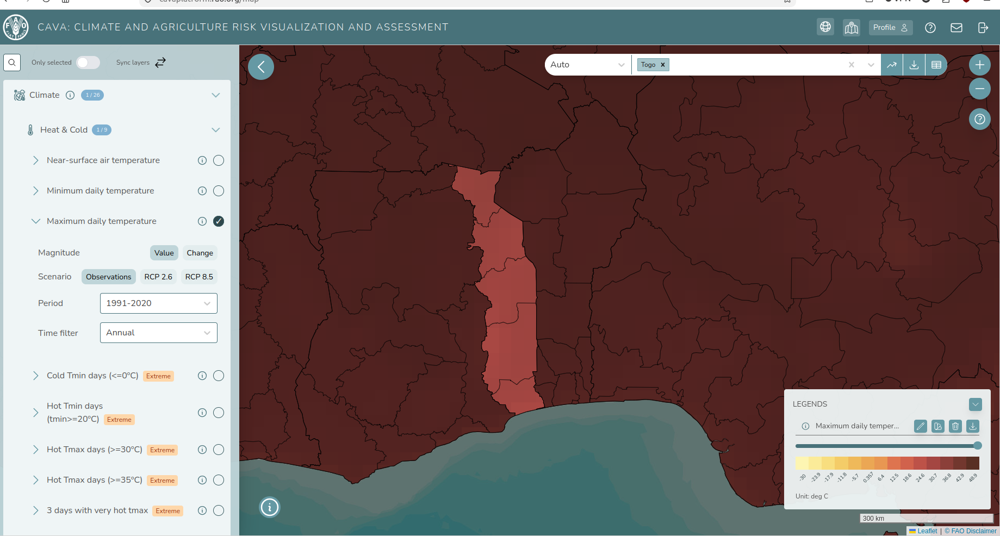 CAVA: CLIMATE AND AGRICULTURE RISK VISUALIZATION AND ASSESSMENT
Profile
Only selected
Sync layers
Auto
Togo
Climate 1 / 26
Heat & Cold 1 / 9
Near-surface air temperature
Minimum daily temperature
Maximum daily temperature
Magnitude Value Change
Scenario Observations RCP 2.6 RCP 8.5
Period 1991-2020
Time filter Annual
Cold Tmin days (<=0ºC) Extreme
Hot Tmin days
(tmin>=20ºC) Extreme
Hot Tmax days (>=30ºC) Extreme
Hot Tmax days (>=35ºC) Extreme
3 days with very hot tmax Extreme
LEGENDS
Maximum daily temper...
-30 -23.9 -17.9 -11.8 -5.7 0.357 6.4 12.5 18.6 24.6 30.7 36.8 42.9 48.9
Unit: deg C
300 km
Leaflet | © FAO Disclaimer